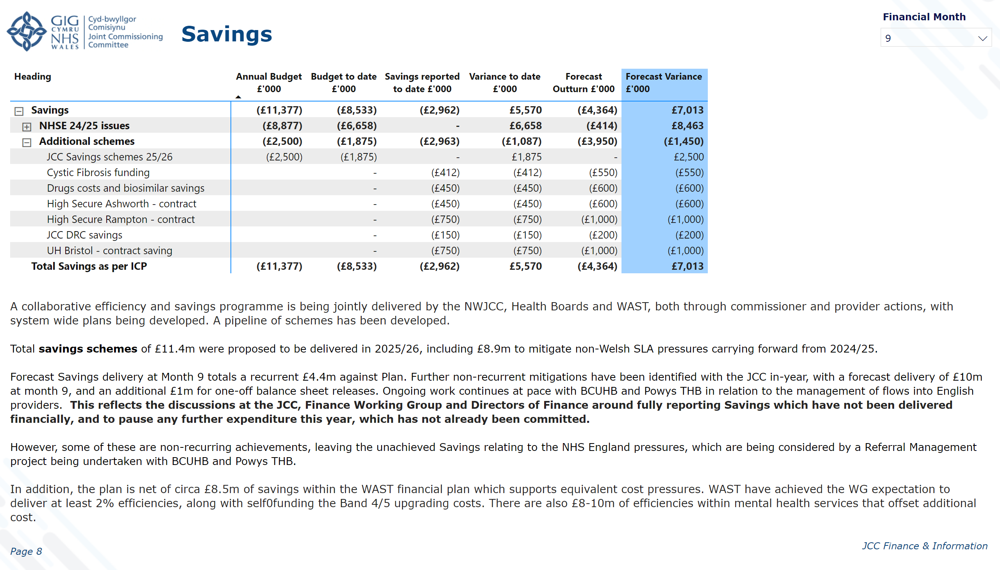 GIG
CYMRU
NHS
WALES
Cyd-bwyllgor
Comisiynu
Joint Commissioning
Committee
Savings
Financial Month
9
Heading Annual Budget £'000 Budget to date £'000 Savings reported to date £'000 Variance to date £'000 Forecast Outturn £'000 Forecast Variance £'000
Savings (£11,377) (£8,533) (£2,962) £5,570 (£4,364) £7,013
NHSE 24/25 issues (£8,877) (£6,658) - £6,658 (£414) £8,463
Additional schemes (£2,500) (£1,875) (£2,963) (£1,087) (£3,950) (£1,450)
JCC Savings schemes 25/26 (£2,500) (£1,875) - £1,875 - £2,500
Cystic Fibrosis funding - (£412) (£412) (£550) (£550)
Drugs costs and biosimilar savings - (£450) (£450) (£600) (£600)
High Secure Ashworth - contract - (£450) (£450) (£600) (£600)
High Secure Rampton - contract - (£750) (£750) (£1,000) (£1,000)
JCC DRC savings - (£150) (£150) (£200) (£200)
UH Bristol - contract saving - (£750) (£750) (£1,000) (£1,000)
Total Savings as per ICP (£11,377) (£8,533) (£2,962) £5,570 (£4,364) £7,013
A collaborative efficiency and savings programme is being jointly delivered by the NWJCC, Health Boards and WAST, both through commissioner and provider actions, with
system wide plans being developed. A pipeline of schemes has been developed.
Total savings schemes of £11.4m were proposed to be delivered in 2025/26, including £8.9m to mitigate non-Welsh SLA pressures carrying forward from 2024/25.
Forecast Savings delivery at Month 9 totals a recurrent £4.4m against Plan. Further non-recurrent mitigations have been identified with the JCC in-year, with a forecast delivery of £10m
at month 9, and an additional £1m for one-off balance sheet releases. Ongoing work continues at pace with BCUHB and Powys THB in relation to the management of flows into English
providers. This reflects the discussions at the JCC, Finance Working Group and Directors of Finance around fully reporting Savings which have not been delivered
financially, and to pause any further expenditure this year, which has not already been committed.
However, some of these are non-recurring achievements, leaving the unachieved Savings relating to the NHS England pressures, which are being considered by a Referral Management
project being undertaken with BCUHB and Powys THB.
In addition, the plan is net of circa £8.5m of savings within the WAST financial plan which supports equivalent cost pressures. WAST have achieved the WG expectation to
deliver at least 2% efficiencies, along with self0funding the Band 4/5 upgrading costs. There are also £8-10m of efficiencies within mental health services that offset additional
cost.
Page 8
JCC Finance & Information